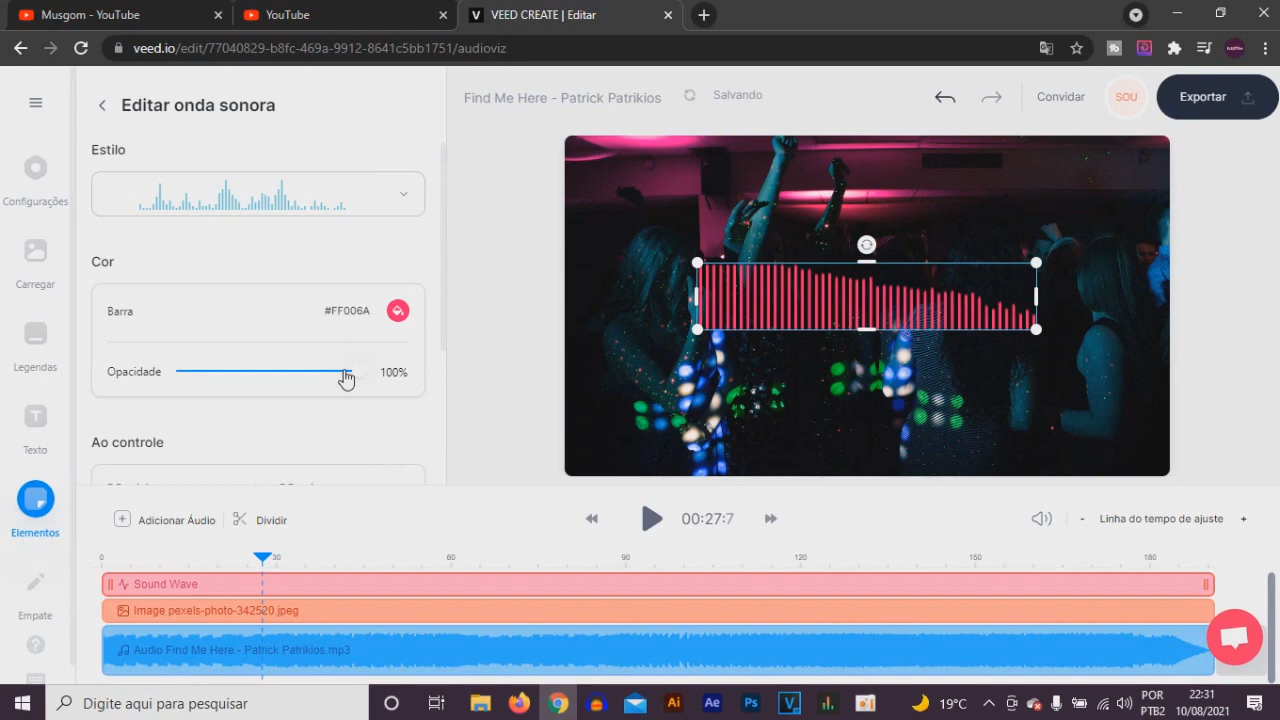 Musgom - YouTube
YouTube
VEED CREATE | Editar
veed.io/edit/77040829-b8fc-469a-9912-8641c5bb1751/audioviz
Editar onda sonora
Find Me Here - Patrick Patrikios
Salvando
Convidar
SOU
Exportar
Estilo
Configurações
Carregar
Cor
Barra
#FF006A
Legendas
Opacidade
100%
Ao controle
Texto
Elementos
Adicionar Áudio
Dividir
00:27:7
- Linha do tempo de ajuste +
0 30 60 90 120 150 180
Sound Wave
Image pexels-photo-342520.jpeg
Empate
Audio Find Me Here - Patrick Patrikios.mp3
Digite aqui para pesquisar
Ai
Ae
Ps
19°C
POR
PTB2
22:31
10/08/2021